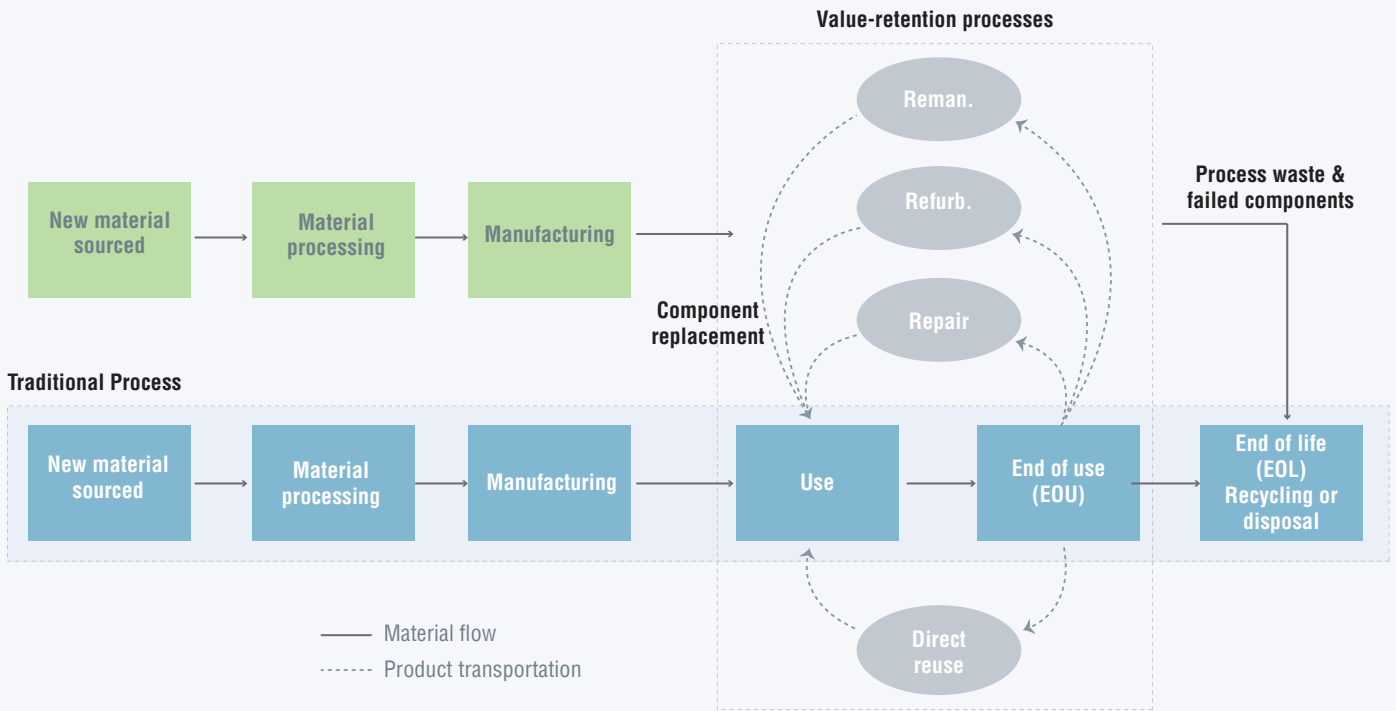 Value-retention processes
Reman.
Refurb.
Repair
Process waste &
failed components
New material
sourced
Material
processing
Manufacturing
Component
replacement
Traditional Process
New material
sourced
Material
processing
Manufacturing
Use
End of use
(EOU)
End of life
(EOL)
Recycling or
disposal
Direct
reuse
Material flow
Product transportation